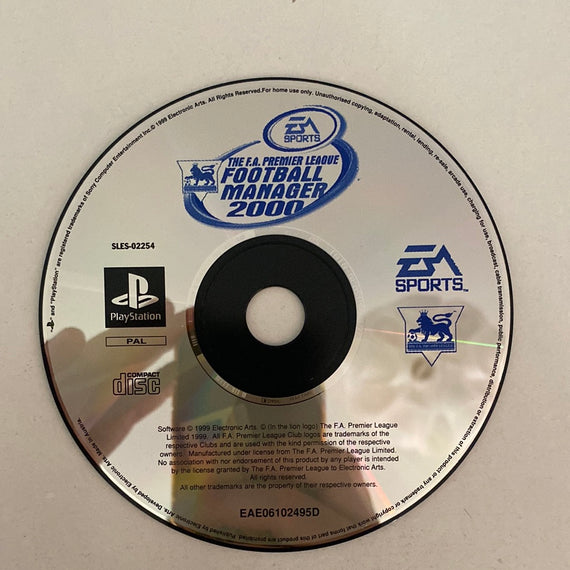 EA
SPORTS
THE F.A. PREMIER LEAGUE
FOOTBALL
MANAGER
2000
SLES-02254
PlayStation
PAL
COMPACT
disc
EA
SPORTS™
THE F.A. PREMIER LEAGUE
Software © 1999 Electronic Arts. © (In the lion logo) The F.A. Premier League
Limited 1999. All F.A. Premier League Club logos are trademarks of the
respective Clubs and are used with the kind permission of the respective
owners. Manufactured under license from The F.A. Premier League Limited.
No association with nor endorsement of this product by any player is intended
by the license granted by The F.A. Premier League to Electronic Arts.
All rights reserved.
All other trademarks are the property of their respective owners.
EAE06102495D
and "PlayStation" are registered trademarks of Sony Computer Entertainment Inc. © 1999 Electronic Arts. All Rights Reserved. For home use only. Unauthorised copying, adaptation, rental, lending, re-sale, arcade use, charging for use, broadcast, cable transmission, public performance, distribution or extraction of this product or any trademark or copyright work that forms part of this product are prohibited. Published by Electronic Arts. Developed by Electronic Arts. Made in Austria.